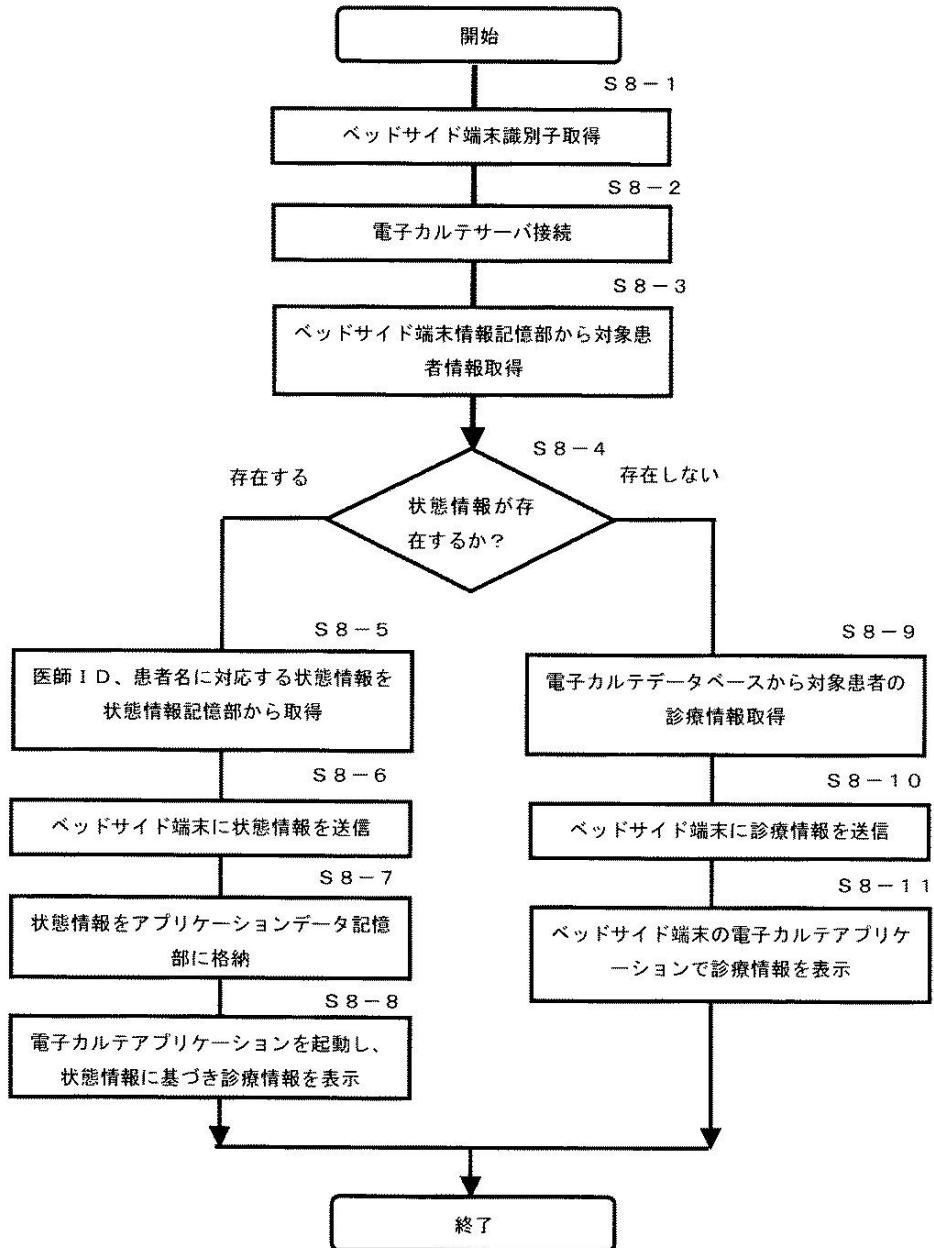 開始
S8-1
ベッドサイド端末識別子取得
S8-2
電子カルテサーバ接続
S8-3
ベッドサイド端末情報記憶部から対象患
者情報取得
S8-4
存在する
存在しない
状態情報が存
在するか?
S8-5
医師ID、患者名に対応する状態情報を
状態情報記憶部から取得
S8-6
ベッドサイド端末に状態情報を送信
S8-7
状態情報をアプリケーションデータ記憶
部に格納
S8-8
電子カルテアプリケーションを起動し、
状態情報に基づき診療情報を表示
S8-9
電子カルテデータベースから対象患者の
診療情報取得
S8-10
ベッドサイド端末に診療情報を送信
S8-11
ベッドサイド端末の電子カルテアプリケ
ーションで診療情報を表示
終了